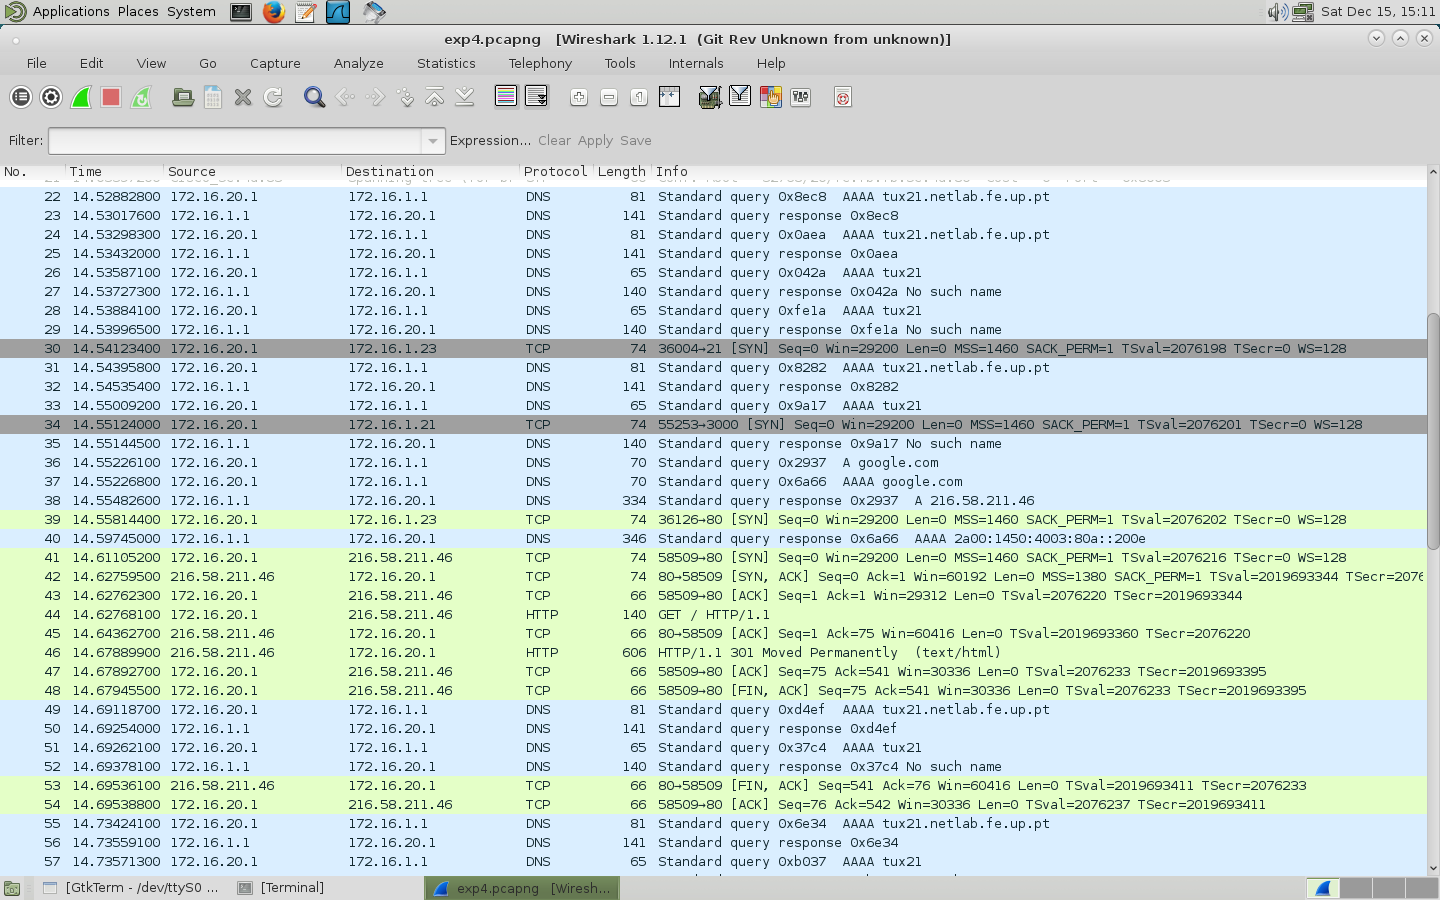 Applications Places System Sat Dec 15, 15:11
exp4.pcapng [Wireshark 1.12.1 (Git Rev Unknown from unknown)]
File Edit View Go Capture Analyze Statistics Telephony Tools Internals Help
Filter: Expression... Clear Apply Save
No. Time Source Destination Protocol Length Info
22 14.52882800 172.16.20.1 172.16.1.1 DNS 81 Standard query 0x8ec8 AAAA tux21.netlab.fe.up.pt
23 14.53017600 172.16.1.1 172.16.20.1 DNS 141 Standard query response 0x8ec8
24 14.53298300 172.16.20.1 172.16.1.1 DNS 81 Standard query 0x0aea AAAA tux21.netlab.fe.up.pt
25 14.53432000 172.16.1.1 172.16.20.1 DNS 141 Standard query response 0x0aea
26 14.53587100 172.16.20.1 172.16.1.1 DNS 65 Standard query 0x042a AAAA tux21
27 14.53727300 172.16.1.1 172.16.20.1 DNS 140 Standard query response 0x042a No such name
28 14.53884100 172.16.20.1 172.16.1.1 DNS 65 Standard query 0xfe1a AAAA tux21
29 14.53996500 172.16.1.1 172.16.20.1 DNS 140 Standard query response 0xfe1a No such name
30 14.54123400 172.16.20.1 172.16.1.23 TCP 74 36004→21 [SYN] Seq=0 Win=29200 Len=0 MSS=1460 SACK_PERM=1 TSval=2076198 TSecr=0 WS=128
31 14.54395800 172.16.20.1 172.16.1.1 DNS 81 Standard query 0x8282 AAAA tux21.netlab.fe.up.pt
32 14.54535400 172.16.1.1 172.16.20.1 DNS 141 Standard query response 0x8282
33 14.55009200 172.16.20.1 172.16.1.1 DNS 65 Standard query 0x9a17 AAAA tux21
34 14.55124000 172.16.20.1 172.16.1.21 TCP 74 55253→3000 [SYN] Seq=0 Win=29200 Len=0 MSS=1460 SACK_PERM=1 TSval=2076201 TSecr=0 WS=128
35 14.55144500 172.16.1.1 172.16.20.1 DNS 140 Standard query response 0x9a17 No such name
36 14.55226100 172.16.20.1 172.16.1.1 DNS 70 Standard query 0x2937 A google.com
37 14.55226800 172.16.20.1 172.16.1.1 DNS 70 Standard query 0x6a66 AAAA google.com
38 14.55482600 172.16.1.1 172.16.20.1 DNS 334 Standard query response 0x2937 A 216.58.211.46
39 14.55814400 172.16.20.1 172.16.1.23 TCP 74 36126→80 [SYN] Seq=0 Win=29200 Len=0 MSS=1460 SACK_PERM=1 TSval=2076202 TSecr=0 WS=128
40 14.59745000 172.16.1.1 172.16.20.1 DNS 346 Standard query response 0x6a66 AAAA 2a00:1450:4003:80a::200e
41 14.61105200 172.16.20.1 216.58.211.46 TCP 74 58509→80 [SYN] Seq=0 Win=29200 Len=0 MSS=1460 SACK_PERM=1 TSval=2076216 TSecr=0 WS=128
42 14.62759500 216.58.211.46 172.16.20.1 TCP 74 80→58509 [SYN, ACK] Seq=0 Ack=1 Win=60192 Len=0 MSS=1380 SACK_PERM=1 TSval=2019693344 TSecr=2076
43 14.62762300 172.16.20.1 216.58.211.46 TCP 66 58509→80 [ACK] Seq=1 Ack=1 Win=29312 Len=0 TSval=2076220 TSecr=2019693344
44 14.62768100 172.16.20.1 216.58.211.46 HTTP 140 GET / HTTP/1.1
45 14.64362700 216.58.211.46 172.16.20.1 TCP 66 80→58509 [ACK] Seq=1 Ack=75 Win=60416 Len=0 TSval=2019693360 TSecr=2076220
46 14.67889900 216.58.211.46 172.16.20.1 HTTP 606 HTTP/1.1 301 Moved Permanently (text/html)
47 14.67892700 172.16.20.1 216.58.211.46 TCP 66 58509→80 [ACK] Seq=75 Ack=541 Win=30336 Len=0 TSval=2076233 TSecr=2019693395
48 14.67945500 172.16.20.1 216.58.211.46 TCP 66 58509→80 [FIN, ACK] Seq=75 Ack=541 Win=30336 Len=0 TSval=2076233 TSecr=2019693395
49 14.69118700 172.16.20.1 172.16.1.1 DNS 81 Standard query 0xd4ef AAAA tux21.netlab.fe.up.pt
50 14.69254000 172.16.1.1 172.16.20.1 DNS 141 Standard query response 0xd4ef
51 14.69262100 172.16.20.1 172.16.1.1 DNS 65 Standard query 0x37c4 AAAA tux21
52 14.69378100 172.16.1.1 172.16.20.1 DNS 140 Standard query response 0x37c4 No such name
53 14.69536100 216.58.211.46 172.16.20.1 TCP 66 80→58509 [FIN, ACK] Seq=541 Ack=76 Win=60416 Len=0 TSval=2019693411 TSecr=2076233
54 14.69538800 172.16.20.1 216.58.211.46 TCP 66 58509→80 [ACK] Seq=76 Ack=542 Win=30336 Len=0 TSval=2076237 TSecr=2019693411
55 14.73424100 172.16.20.1 172.16.1.1 DNS 81 Standard query 0x6e34 AAAA tux21.netlab.fe.up.pt
56 14.73559100 172.16.1.1 172.16.20.1 DNS 141 Standard query response 0x6e34
57 14.73571300 172.16.20.1 172.16.1.1 DNS 65 Standard query 0xb037 AAAA tux21
[GtkTerm - /dev/ttyS0 ... [Terminal] exp4.pcapng [Wiresh...